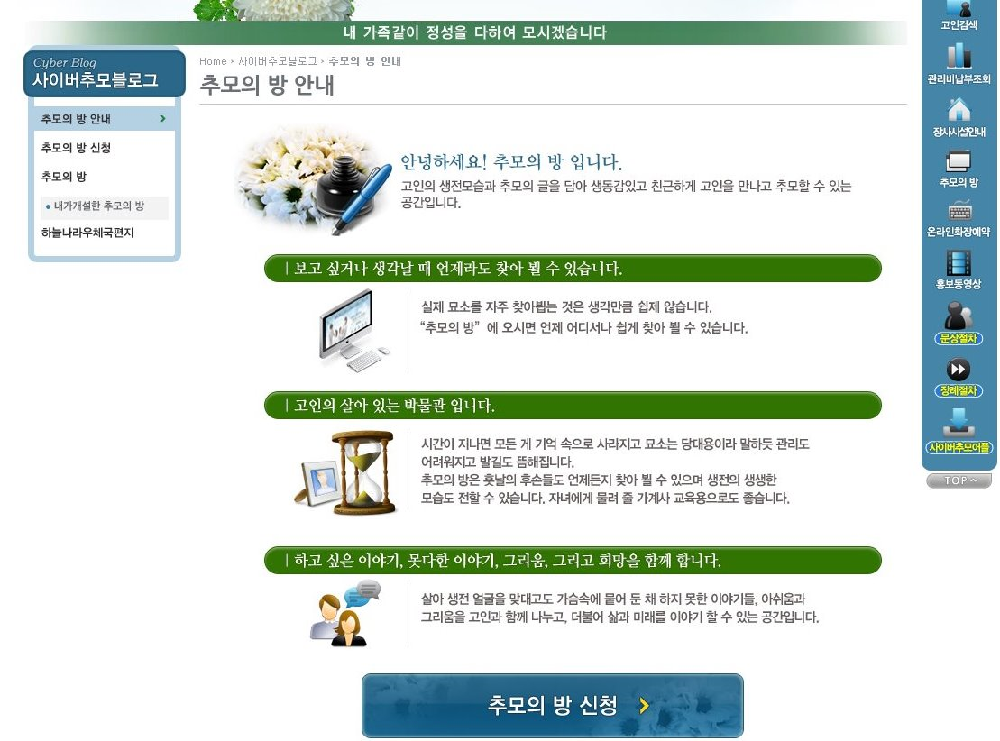 내 가족같이 정성을 다하여 모시겠습니다
Cyber Blog
사이버추모블로그
추모의 방 안내
추모의 방 신청
추모의 방
내가개설한 추모의 방
하늘나라우체국편지
Home > 사이버추모블로그 > 추모의 방 안내
추모의 방 안내
안녕하세요! 추모의 방 입니다.
고인의 생전모습과 추모의 글을 담아 생동감있고 친근하게 고인을 만나고 추모할 수 있는
공간입니다.
| 보고 싶거나 생각날 때 언제라도 찾아 뵐 수 있습니다.
실제 묘소를 자주 찾아뵙는 것은 생각만큼 쉽제 않습니다.
“추모의 방” 에 오시면 언제 어디서나 쉽게 찾아 뵐 수 있습니다.
| 고인의 살아 있는 박물관 입니다.
시간이 지나면 모든 게 기억 속으로 사라지고 묘소는 당대용이라 말하듯 관리도
어려워지고 발길도 뜸해집니다.
추모의 방은 훗날의 후손들도 언제든지 찾아 뵐 수 있으며 생전의 생생한
모습도 전할 수 있습니다. 자녀에게 물려 줄 가계사 교육용으로도 좋습니다.
| 하고 싶은 이야기, 못다한 이야기, 그리움, 그리고 희망을 함께 합니다.
살아 생전 얼굴을 맞대고도 가슴속에 뭍어 둔 채 하지 못한 이야기들, 아쉬움과
그리움을 고인과 함께 나누고, 더불어 삶과 미래를 이야기 할 수 있는 공간입니다.
추모의 방 신청
고인검색
관리비납부조회
장사시설안내
추모의 방
온라인화장예약
홍보동영상
문상절차
장례절차
사이버추모어플
TOP